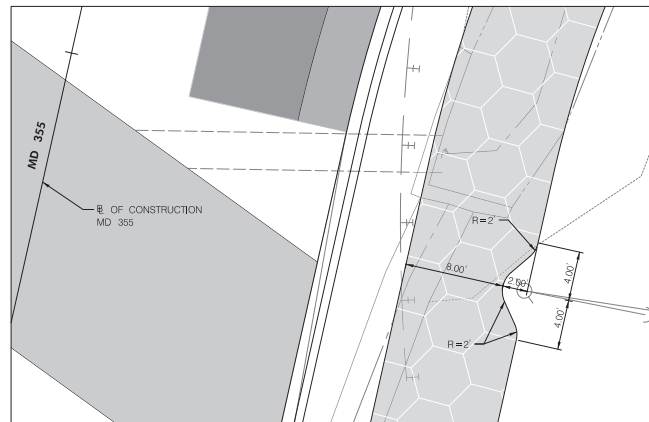 MD 355
℄ OF CONSTRUCTION
MD 355
R=2'
8.00'
2.00'
4.00'
4.00'
R=2'